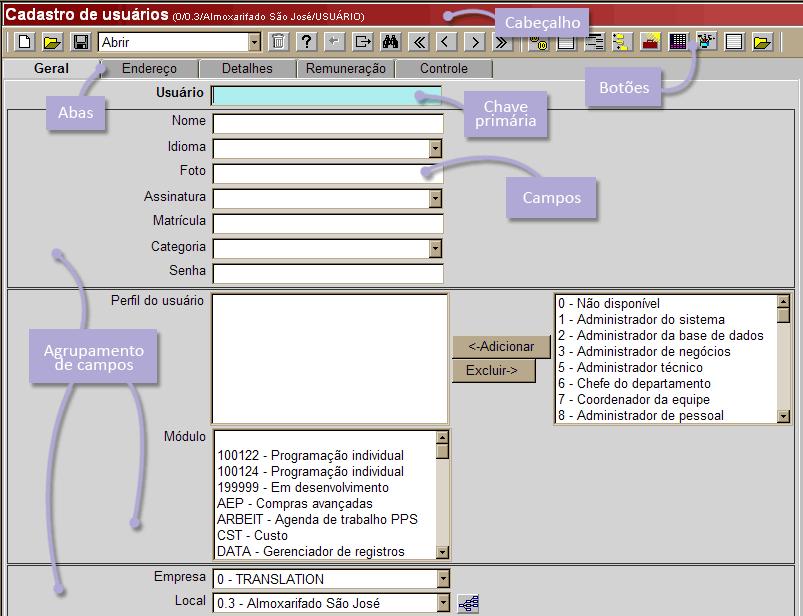 Cadastro de usuários (0/0.3/Almoxarifado São José/USUÁRIO)
Cabeçalho
Abrir
Geral
Endereço
Detalhes
Remuneração
Controle
Botões
Abas
Usuário
Chave
primária
Nome
Idioma
Foto
Campos
Assinatura
Matrícula
Categoria
Senha
Perfil do usuário
<-Adicionar
Excluir->
0 - Não disponível
1 - Administrador do sistema
2 - Administrador da base de dados
3 - Administrador de negócios
5 - Administrador técnico
6 - Chefe do departamento
7 - Coordenador da equipe
8 - Administrador de pessoal
Agrupamento
de campos
Módulo
100122 - Programação individual
100124 - Programação individual
199999 - Em desenvolvimento
AEP - Compras avançadas
ARBEIT - Agenda de trabalho PPS
CST - Custo
DATA - Gerenciador de registros
Empresa
0 - TRANSLATION
Local
0.3 - Almoxarifado São José